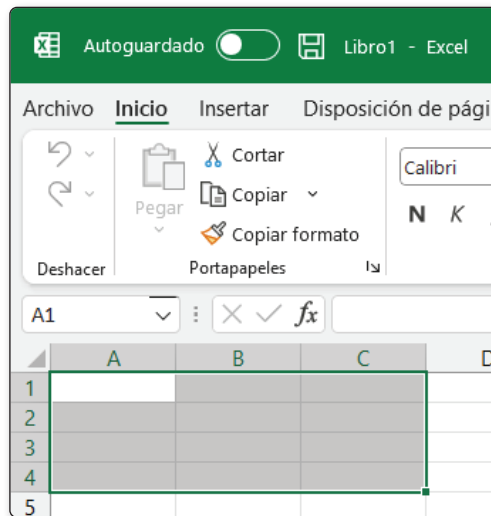 Autoguardado Libro1 - Excel
Archivo Inicio Insertar Disposición de pági
Cortar
Copiar
Copiar formato
Pegar
Calibri
N K
Deshacer Portapapeles
A1 fx
A B C D
1
2
3
4
5